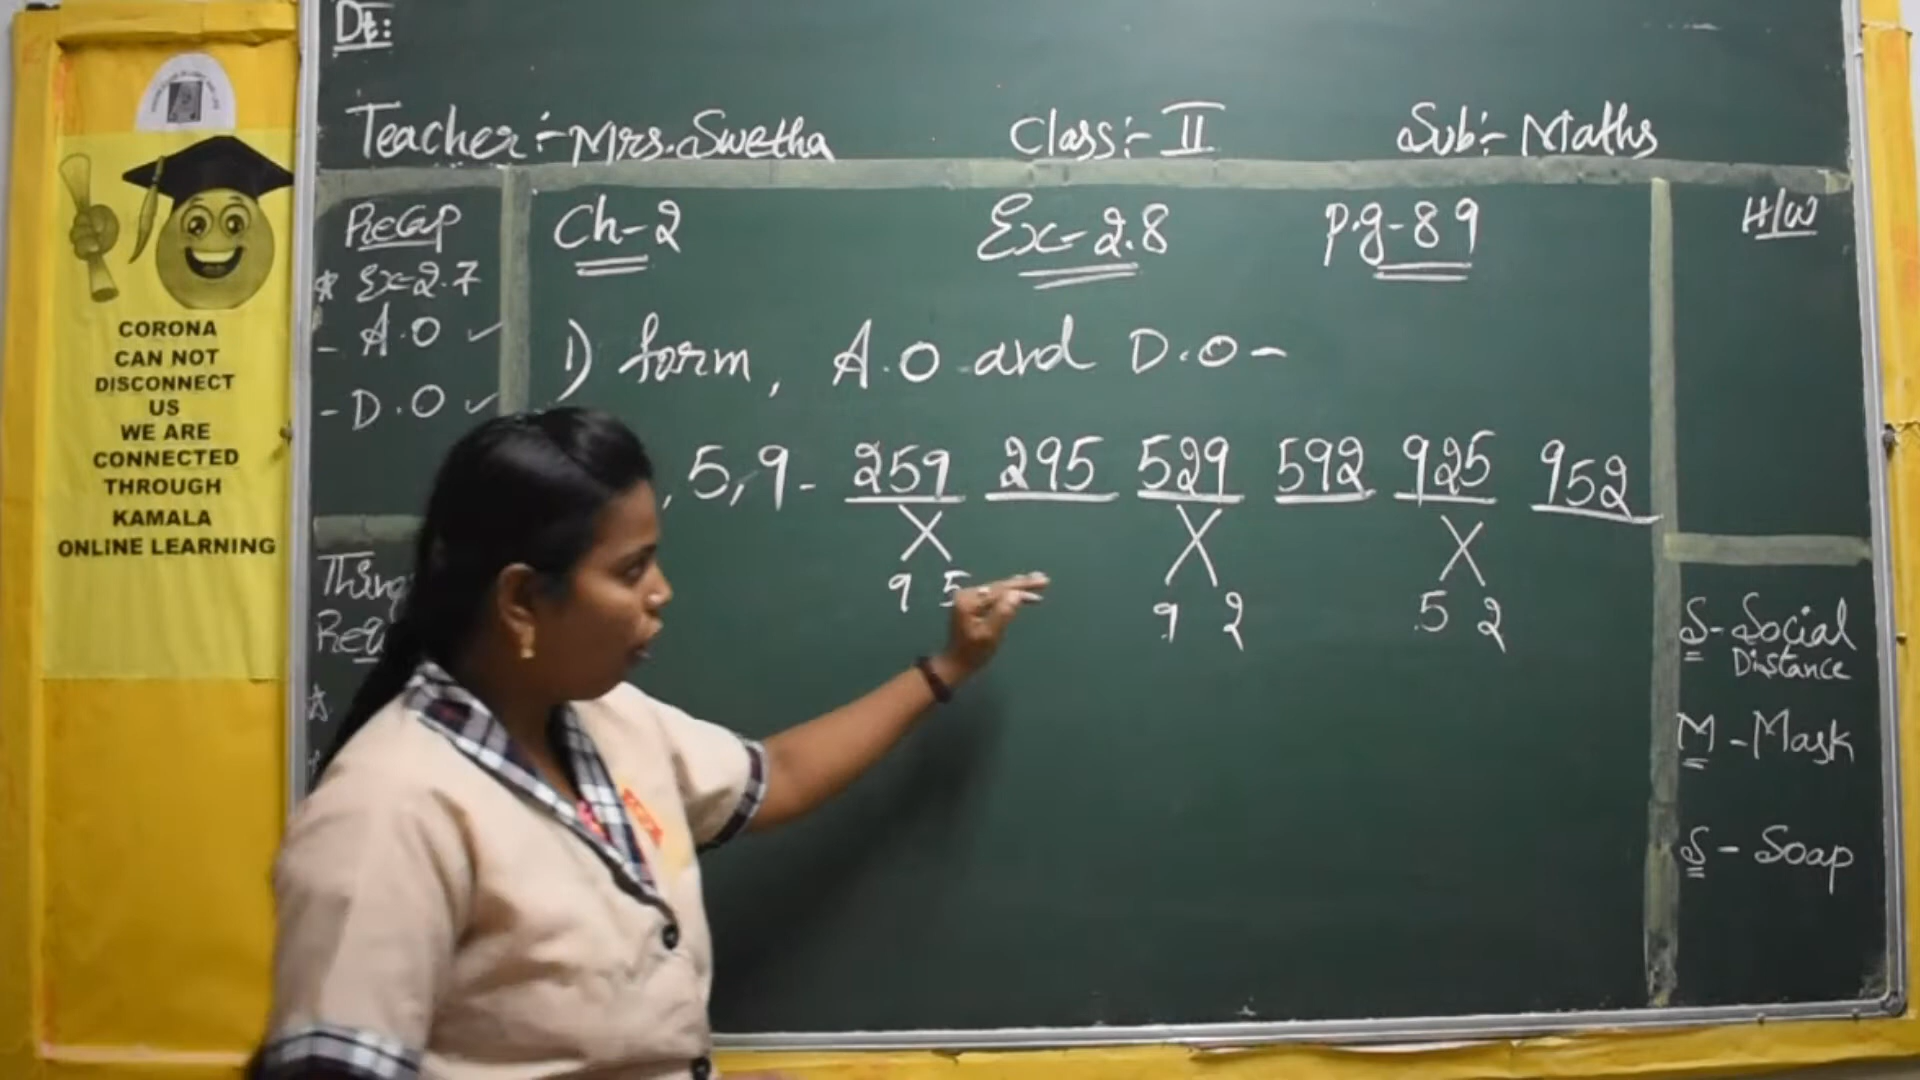 Dt:
Teacher:- Mrs. Swetha Class:- II Sub:- Maths
CORONA
CAN NOT
DISCONNECT
US
WE ARE
CONNECTED
THROUGH
KAMALA
ONLINE LEARNING
Recap
* Ex-2.7
- A.O ✓
- D.O ✓
Ch-2 Ex-2.8 p.g-89
1) form, A.O and D.O-
, 5, 9 - 259 295 529 592 925 952
9 5 9 2 5 2
H/W
S - Social
Distance
M - Mask
S - Soap